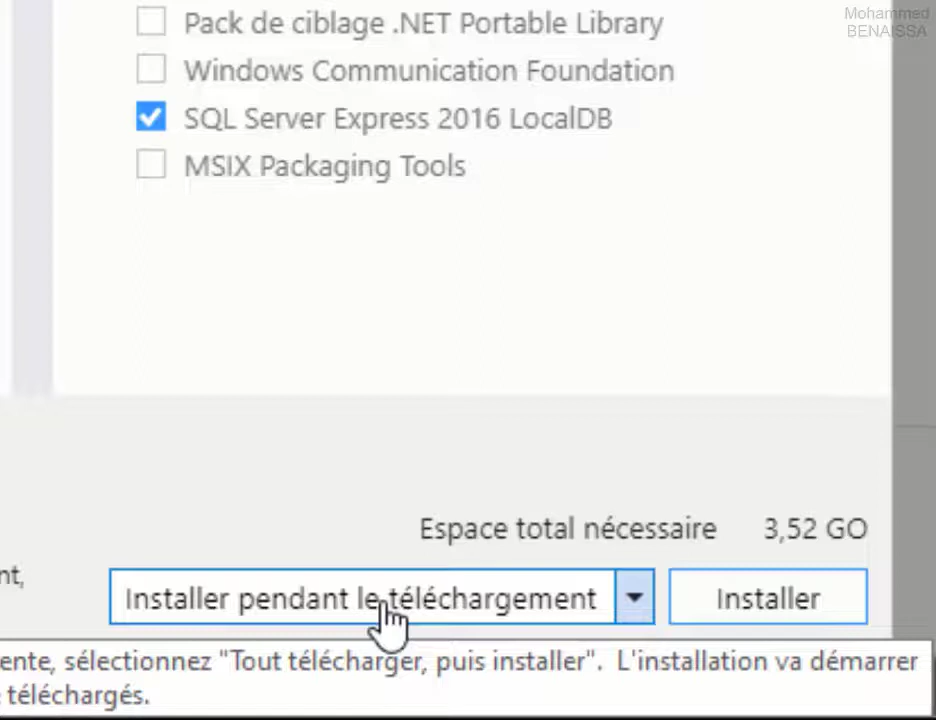 Mohammed
BENAISSA
Pack de ciblage .NET Portable Library
Windows Communication Foundation
SQL Server Express 2016 LocalDB
MSIX Packaging Tools
Espace total nécessaire 3,52 GO
nt,
Installer pendant le téléchargement
Installer
ente, sélectionnez "Tout télécharger, puis installer". L'installation va démarrer
téléchargés.